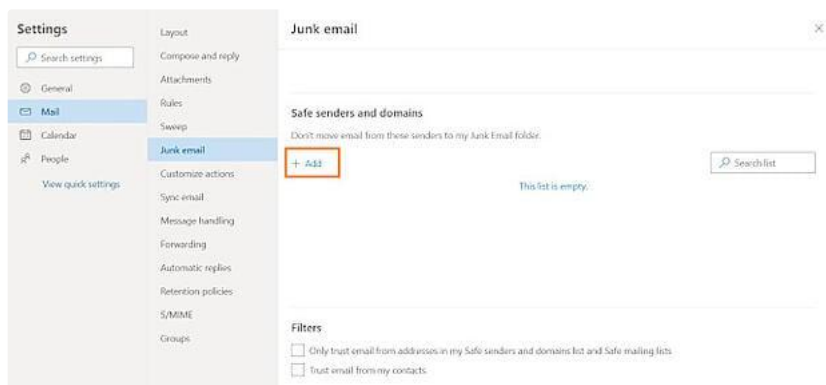 Settings
Search settings
General
Mail
Calendar
People
View quick settings
Layout
Compose and reply
Attachments
Rules
Sweep
Junk email
Customize actions
Sync email
Message handling
Forwarding
Automatic replies
Retention policies
S/MIME
Groups
Junk email
Safe senders and domains
Don't move email from these senders to my Junk Email folder.
+ Add
Search list
This list is empty.
Filters
Only trust email from addresses in my Safe senders and domains list and Safe mailing lists
Trust email from my contacts